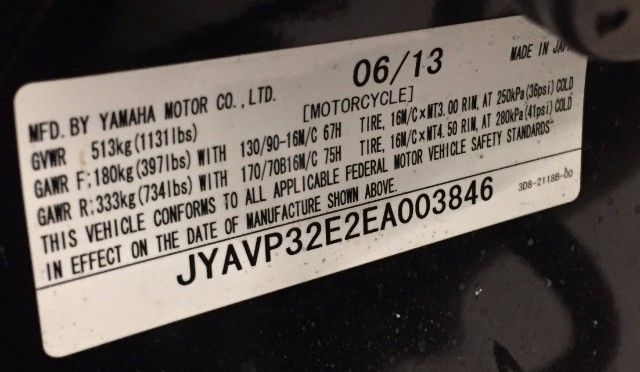 06/13 MADE IN JAPAN
MFD. BY YAMAHA MOTOR CO., LTD. [MOTORCYCLE]
GVWR 513kg(1131lbs)
GAWR F:180kg(397lbs) WITH 130/90-16M/C 67H TIRE, 16M/C×MT3.00 RIM, AT 250kPa(36psi) COLD
GAWR R:333kg(734lbs) WITH 170/70B16M/C 75H TIRE, 16M/C×MT4.50 RIM, AT 280kPa(41psi) COLD
THIS VEHICLE CONFORMS TO ALL APPLICABLE FEDERAL MOTOR VEHICLE SAFETY STANDARDS
IN EFFECT ON THE DATE OF MANUFACTURE SHOWN ABOVE. 3D8-2118B-00
JYAVP32E2EA003846